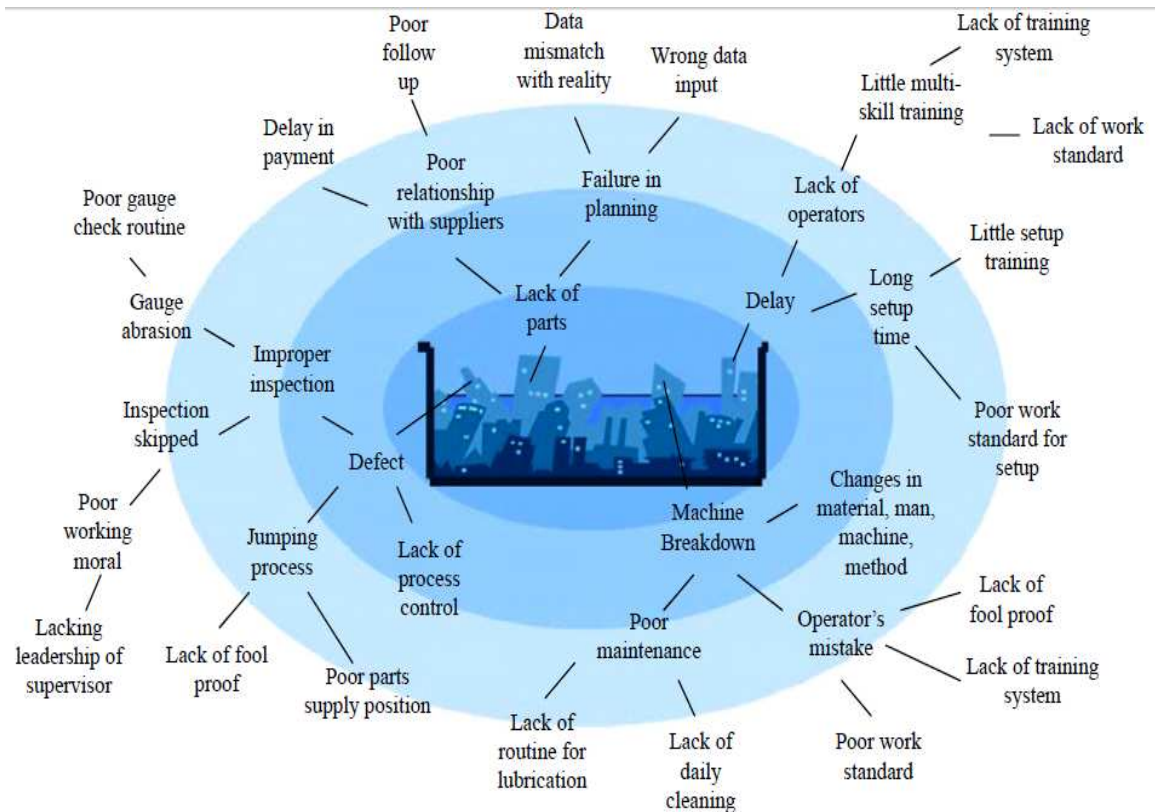 Poor
follow
up
Data
mismatch
with reality
Wrong data
input
Lack of training
system
Little multi-
skill training
Lack of work
standard
Delay in
payment
Poor
relationship
with suppliers
Failure in
planning
Lack of
operators
Poor gauge
check routine
Little setup
training
Gauge
abrasion
Lack of
parts
Delay
Long
setup
time
Improper
inspection
Inspection
skipped
Defect
Poor work
standard for
setup
Poor
working
moral
Jumping
process
Lack of
process
control
Machine
Breakdown
Changes in
material, man,
machine,
method
Lacking
leadership of
supervisor
Lack of fool
proof
Poor parts
supply position
Poor
maintenance
Operator’s
mistake
Lack of
fool proof
Lack of training
system
Lack of
routine for
lubrication
Lack of
daily
cleaning
Poor work
standard